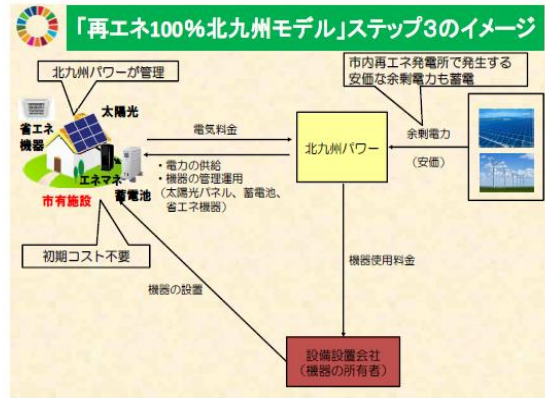 「再エネ100%北九州モデル」ステップ3のイメージ
北九州パワーが管理
市内再エネ発電所で発生する
安価な余剰電力も蓄電
太陽光
省エネ
機器
エネマネ
蓄電池
市有施設
電気料金
・電力の供給
・機器の管理運用
（太陽光パネル、蓄電池、
省エネ機器）
北九州パワー
余剰電力
（安価）
初期コスト不要
機器の設置
機器使用料金
設備設置会社
（機器の所有者）